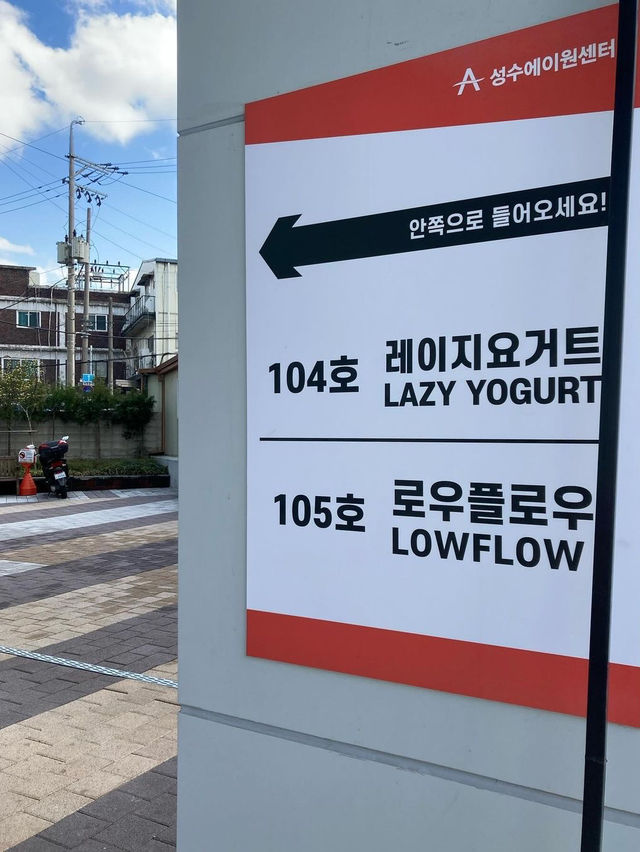 성수에이원센터
안쪽으로 들어오세요!
104호 레이지요거트
LAZY YOGURT
105호 로우플로우
LOWFLOW